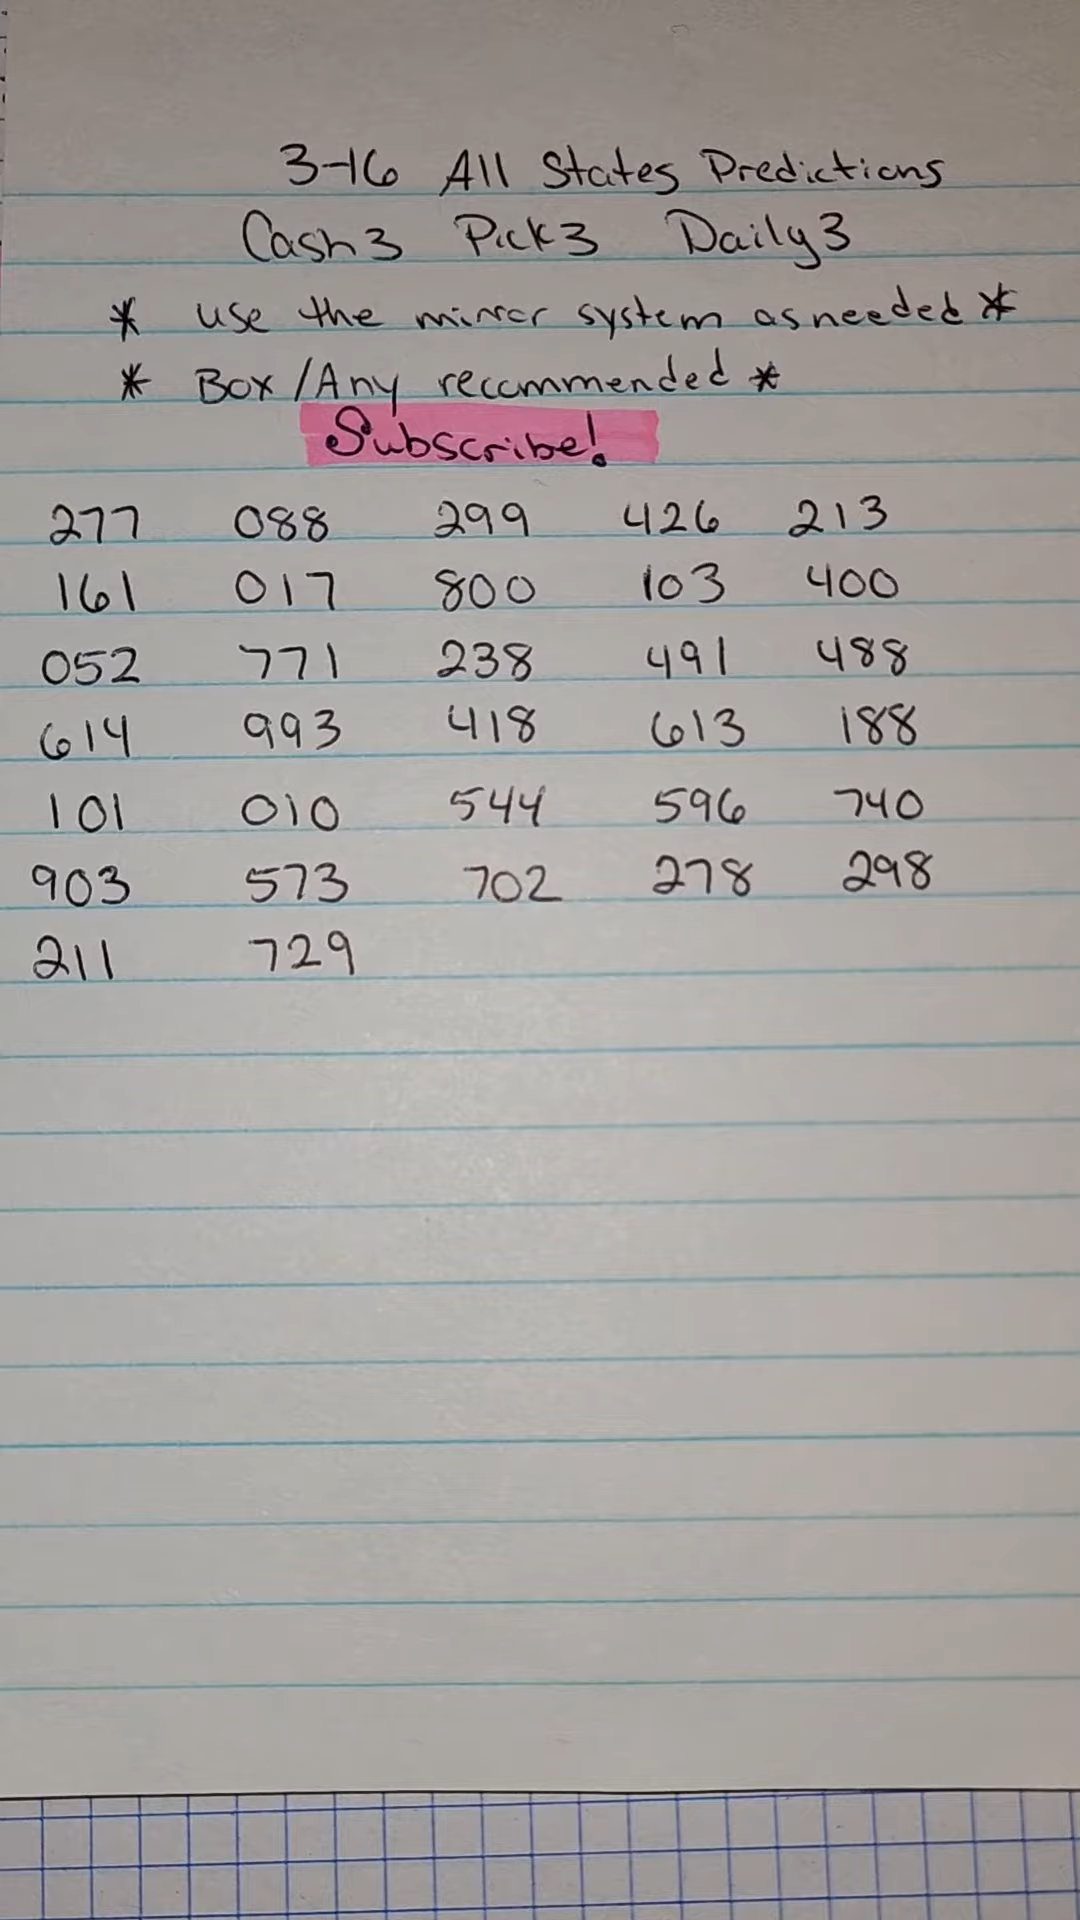 3-16 All States Predictions
Cash3 Pick3 Daily3
* use the mirror system as needed *
* Box/Any recommended *
Subscribe!
277 088 299 426 213
161 017 800 103 400
052 771 238 491 488
614 993 418 613 188
101 010 544 596 740
903 573 702 278 298
211 729